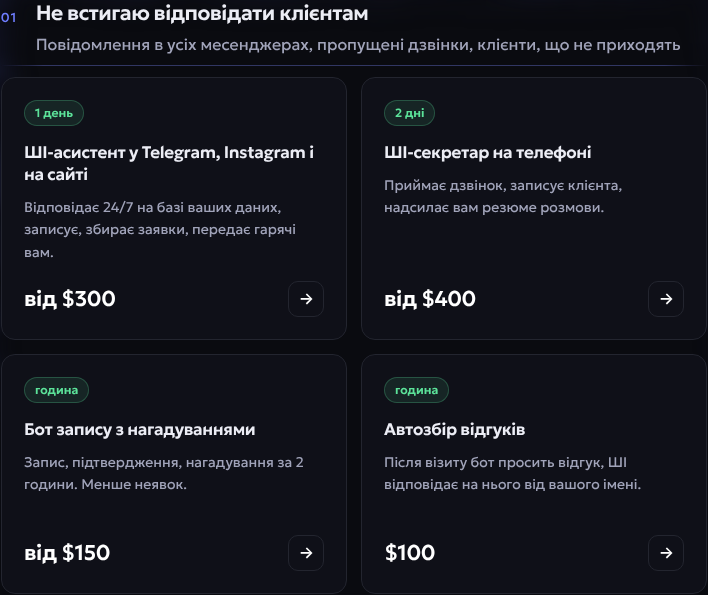 01
Не встигаю відповідати клієнтам
Повідомлення в усіх месенджерах, пропущені дзвінки, клієнти, що не приходять
1 день
ШІ-асистент у Telegram, Instagram і
на сайті
Відповідає 24/7 на базі ваших даних,
записує, збирає заявки, передає гарячі
вам.
від $300
→
2 дні
ШІ-секретар на телефоні
Приймає дзвінок, записує клієнта,
надсилає вам резюме розмови.
від $400
→
година
Бот запису з нагадуваннями
Запис, підтвердження, нагадування за 2
години. Менше неявок.
від $150
→
година
Автозбір відгуків
Після візиту бот просить відгук, ШІ
відповідає на нього від вашого імені.
$100
→